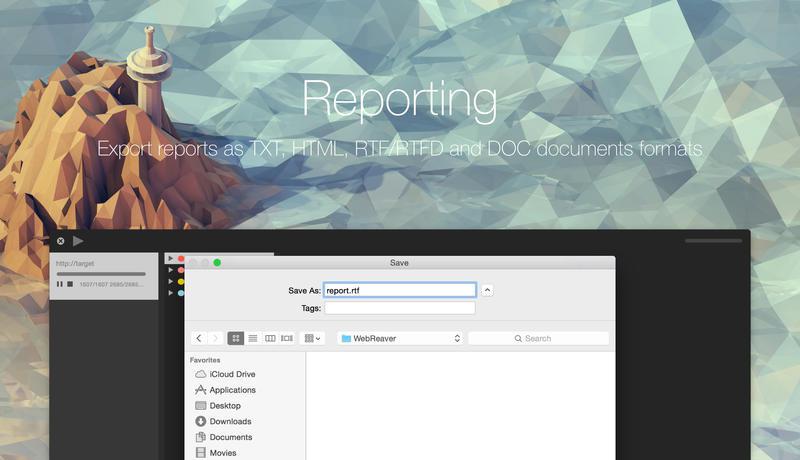 Reporting
Export reports as TXT, HTML, RTF/RTFD and DOC documents formats
http://target
1607/1607 2685/2685...
Save
Save As: report.rtf
Tags:
WebReaver
Search
Favorites
iCloud Drive
Applications
Desktop
Downloads
Documents
Movies